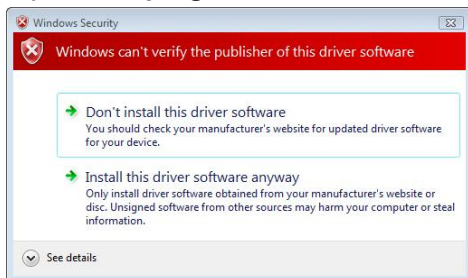 Windows Security
Windows can't verify the publisher of this driver software
Don't install this driver software
You should check your manufacturer's website for updated driver software
for your device.
Install this driver software anyway
Only install driver software obtained from your manufacturer's website or
disc. Unsigned software from other sources may harm your computer or steal
information.
See details